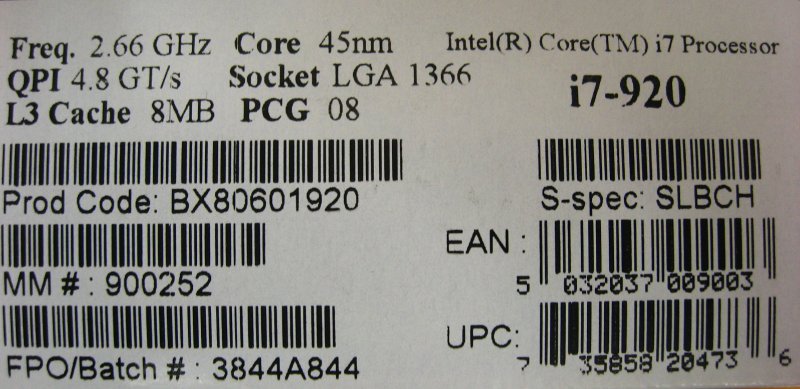 Freq. 2.66 GHz Core 45nm Intel(R) Core(TM) i7 Processor
QPI 4.8 GT/s Socket LGA 1366 i7-920
L3 Cache 8MB PCG 08
Prod Code: BX80601920 S-spec: SLBCH
EAN :
MM # : 900252 5 032037 009003
UPC:
FPO/Batch # : 3844A844 7 35858 20473 6